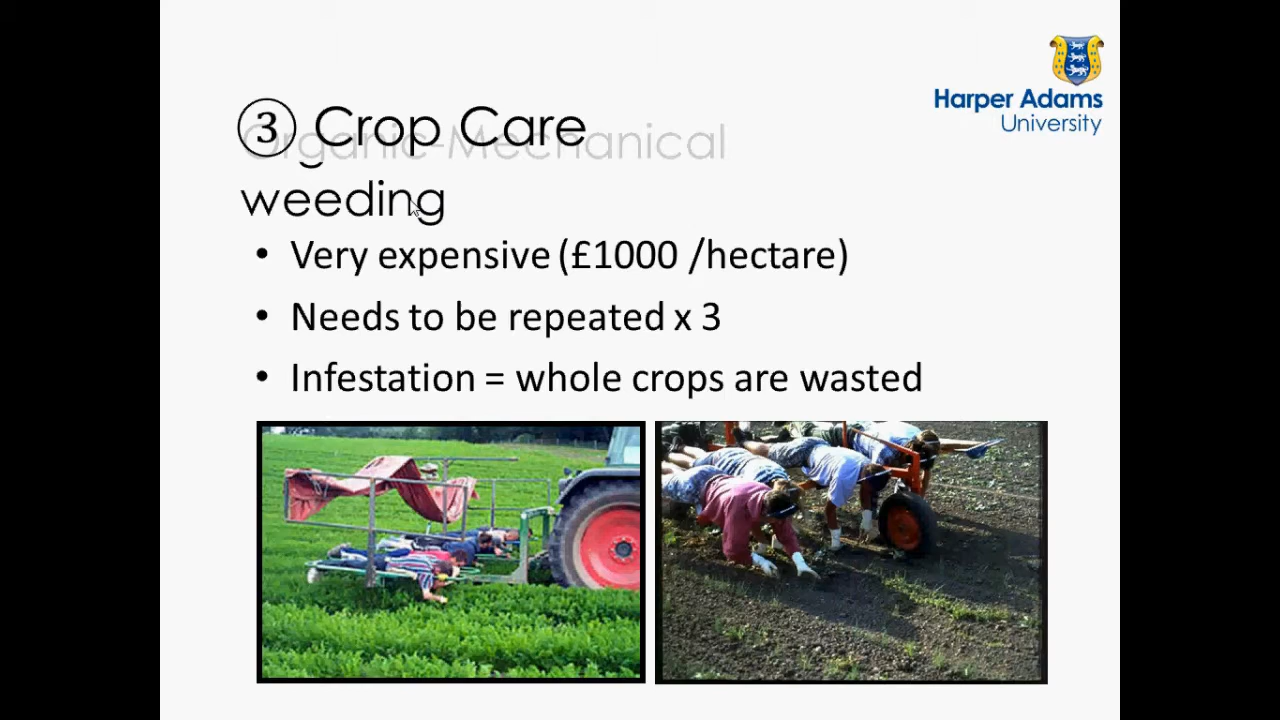 Harper Adams
University
③ Crop Care
Organic-Mechanical
weeding
• Very expensive (£1000 /hectare)
• Needs to be repeated x 3
• Infestation = whole crops are wasted